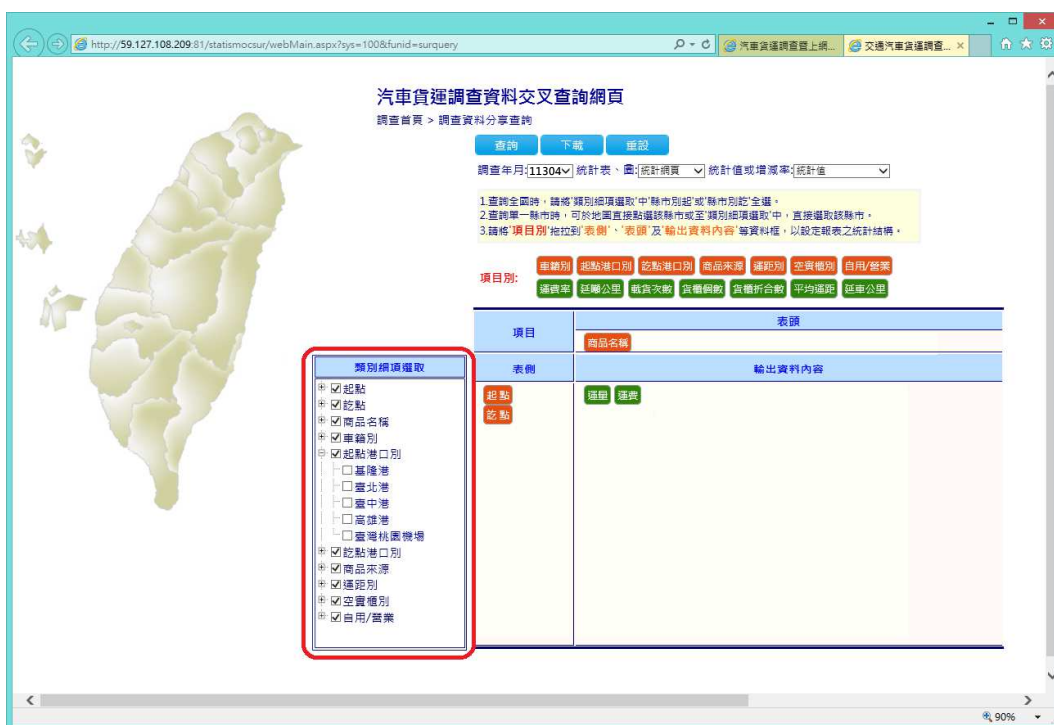 http://59.127.108.209:81/statismocsur/webMain.aspx?sys=100&funid=surquery
汽車貨運調查暨上網...
交通汽車貨運調查...
汽車貨運調查資料交叉查詢網頁
調查首頁 > 調查資料分享查詢
查詢 下載 重設
調查年月:11304 統計表、圖:統計網頁 統計值或增減率:統計值
1.查詢全國時，請將'類別細項選取'中'縣市別起'或'縣市別訖'全選。
2.查詢單一縣市時，可於地圖直接點選該縣市或至'類別細項選取'中，直接選取該縣市。
3.請將'項目別'拖拉到'表側'、'表頭'及'輸出資料內容'等資料框，以設定報表之統計結構。
項目別:
車籍別 起點港口別 訖點港口別 商品來源 運距別 空實櫃別 自用/營業
運費率 延噸公里 載貨次數 貨櫃個數 貨櫃折合數 平均運距 延車公里
項目 表頭
商品名稱
類別細項選取 表側 輸出資料內容
起點 運量 運費
訖點
起點
訖點
商品名稱
車籍別
起點港口別
基隆港
臺北港
臺中港
高雄港
臺灣桃園機場
訖點港口別
商品來源
運距別
空實櫃別
自用/營業
90%